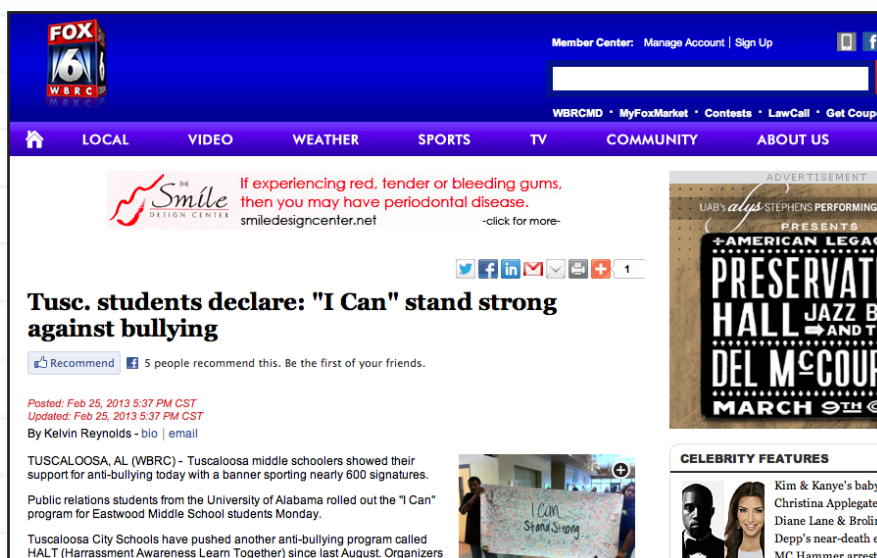 FOX
6
WBRC
Member Center: Manage Account | Sign Up
WBRCMD · MyFoxMarket · Contests · LawCall · Get Coup
LOCAL VIDEO WEATHER SPORTS TV COMMUNITY ABOUT US
THE Smile DESIGN CENTER
If experiencing red, tender or bleeding gums,
then you may have periodontal disease.
smiledesigncenter.net -click for more-
ADVERTISEMENT
UAB's alys STEPHENS PERFORMING
PRESENTS
AMERICAN LEGAC
PRESERVAT
HALL JAZZ B
AND T
DEL McCOUR
MARCH 9TH
1
Tusc. students declare: "I Can" stand strong
against bullying
Recommend 5 people recommend this. Be the first of your friends.
Posted: Feb 25, 2013 5:37 PM CST
Updated: Feb 25, 2013 5:37 PM CST
By Kelvin Reynolds - bio | email
TUSCALOOSA, AL (WBRC) - Tuscaloosa middle schoolers showed their
support for anti-bullying today with a banner sporting nearly 600 signatures.
Public relations students from the University of Alabama rolled out the "I Can"
program for Eastwood Middle School students Monday.
Tuscaloosa City Schools have pushed another anti-bullying program called
HALT (Harrassment Awareness Learn Together) since last August. Organizers
I Can
Stand Strong
CELEBRITY FEATURES
Kim & Kanye's baby
Christina Applegate
Diane Lane & Brolin
Depp's near-death e
MC Hammer arrest